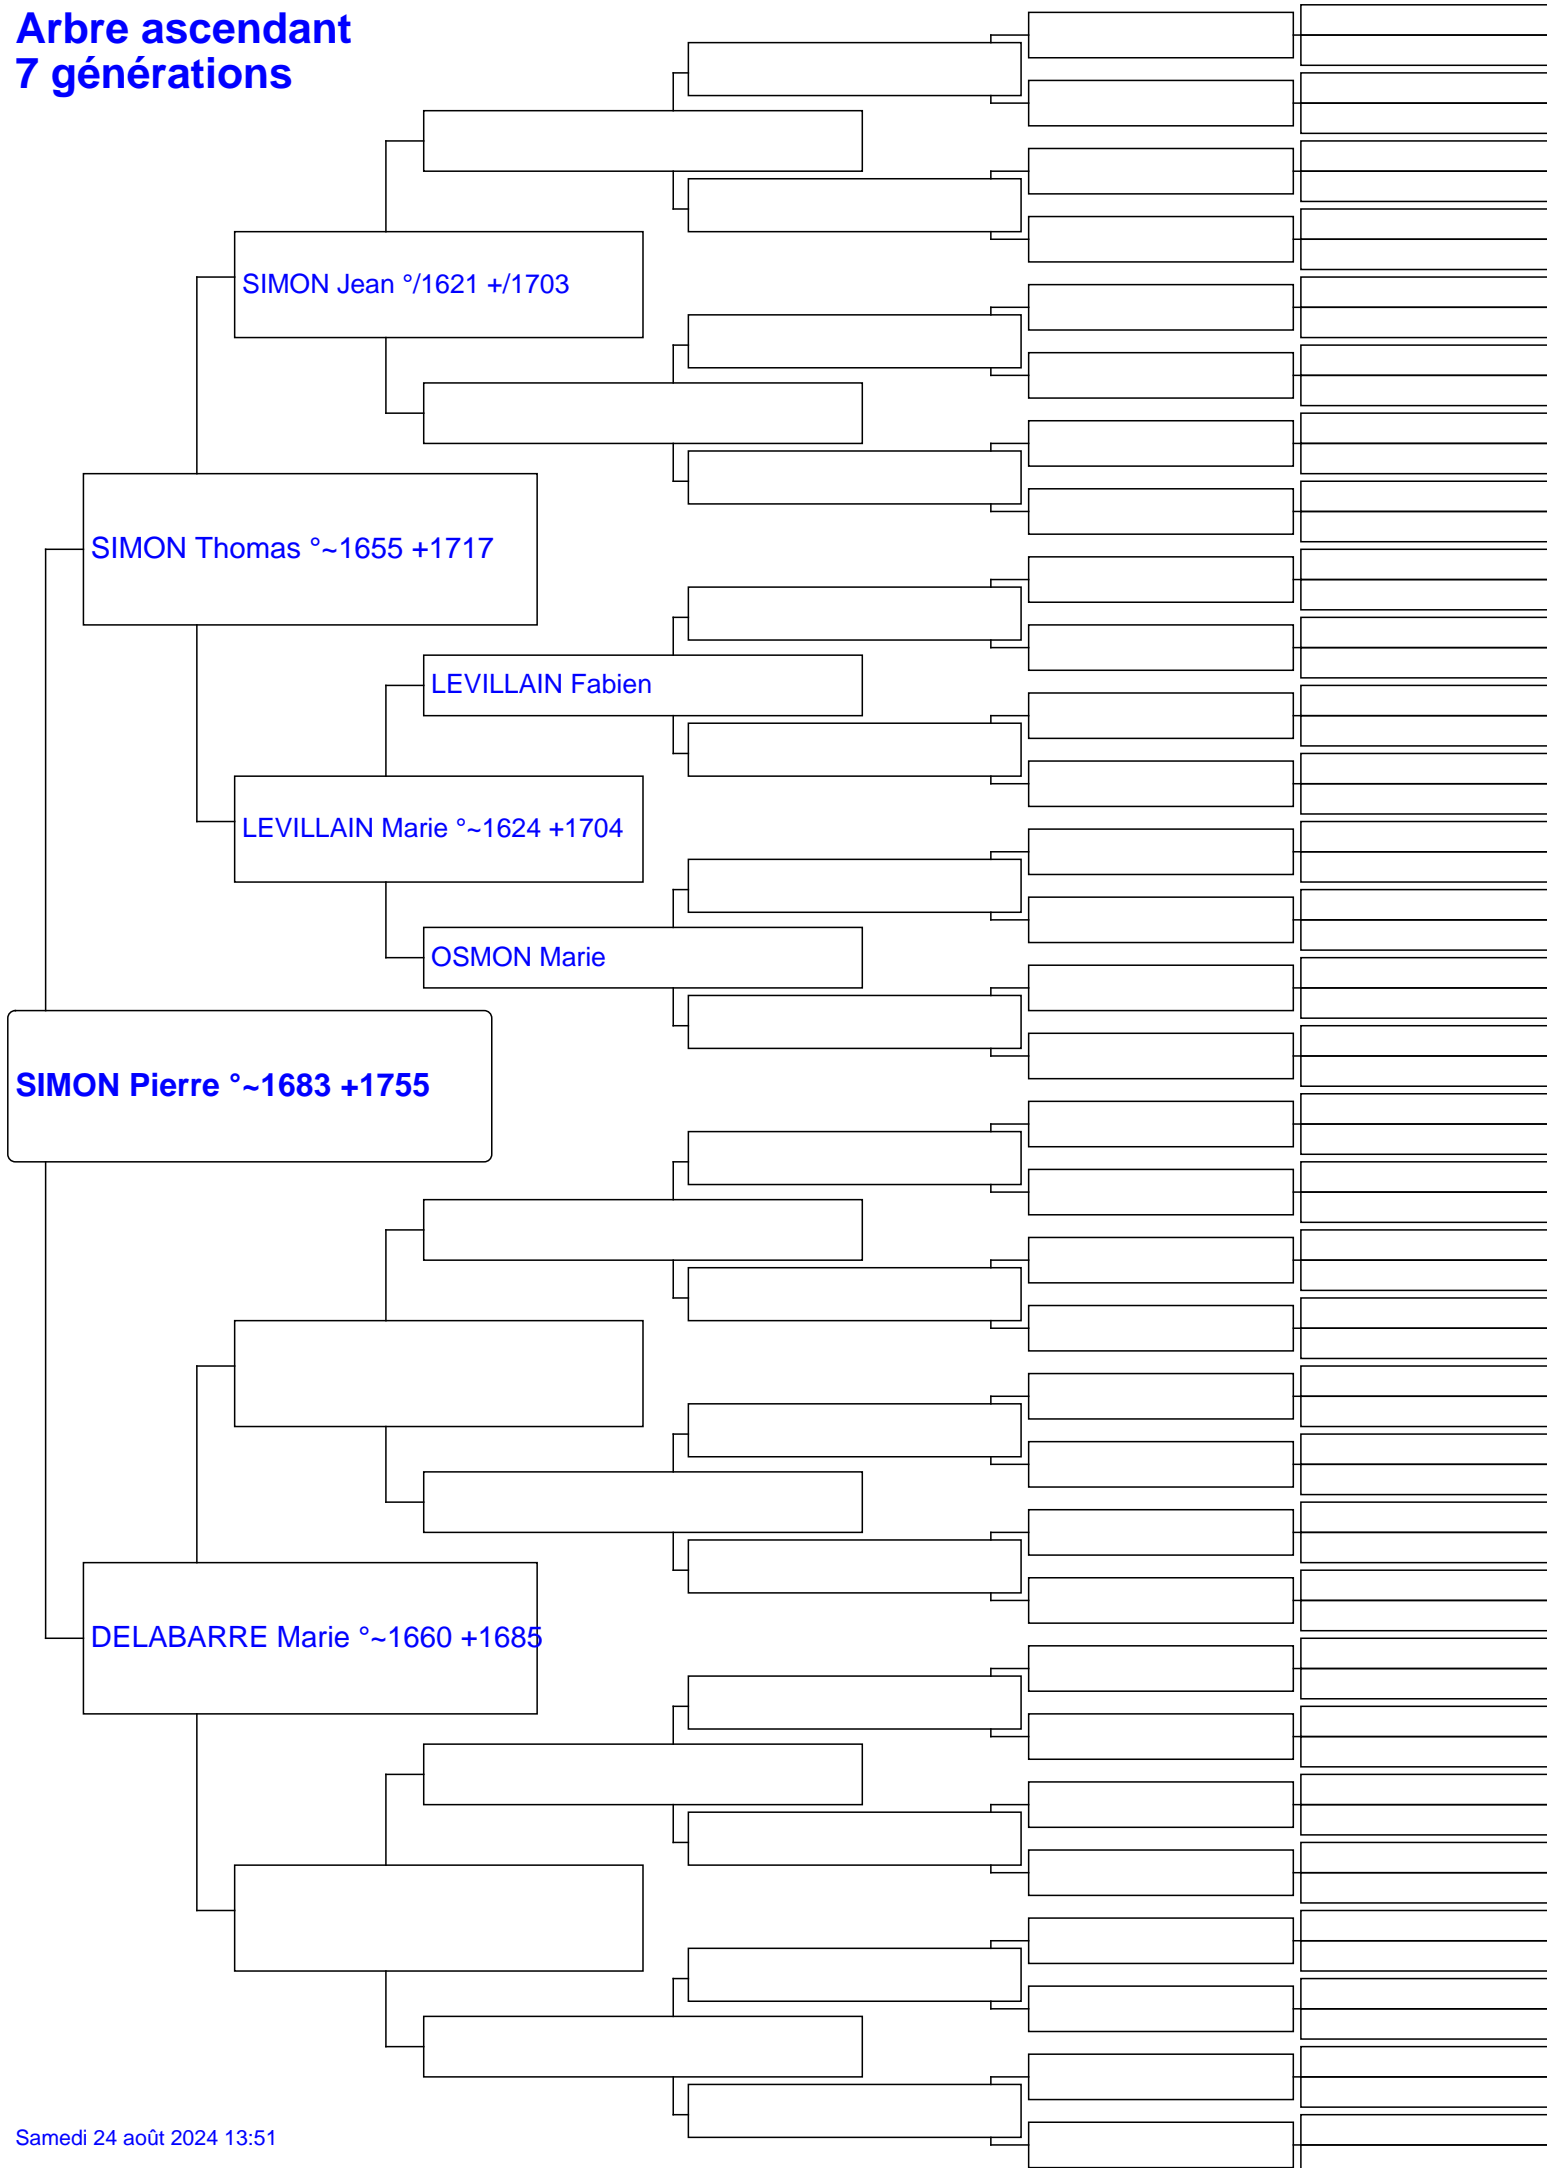 Arbre ascendant
7 générations
SIMON Jean °/1621 +/1703
SIMON Thomas °~1655 +1717
LEVILLAIN Fabien
LEVILLAIN Marie °~1624 +1704
OSMON Marie
SIMON Pierre °~1683 +1755
DELABARRE Marie °~1660 +1685
Samedi 24 août 2024 13:51